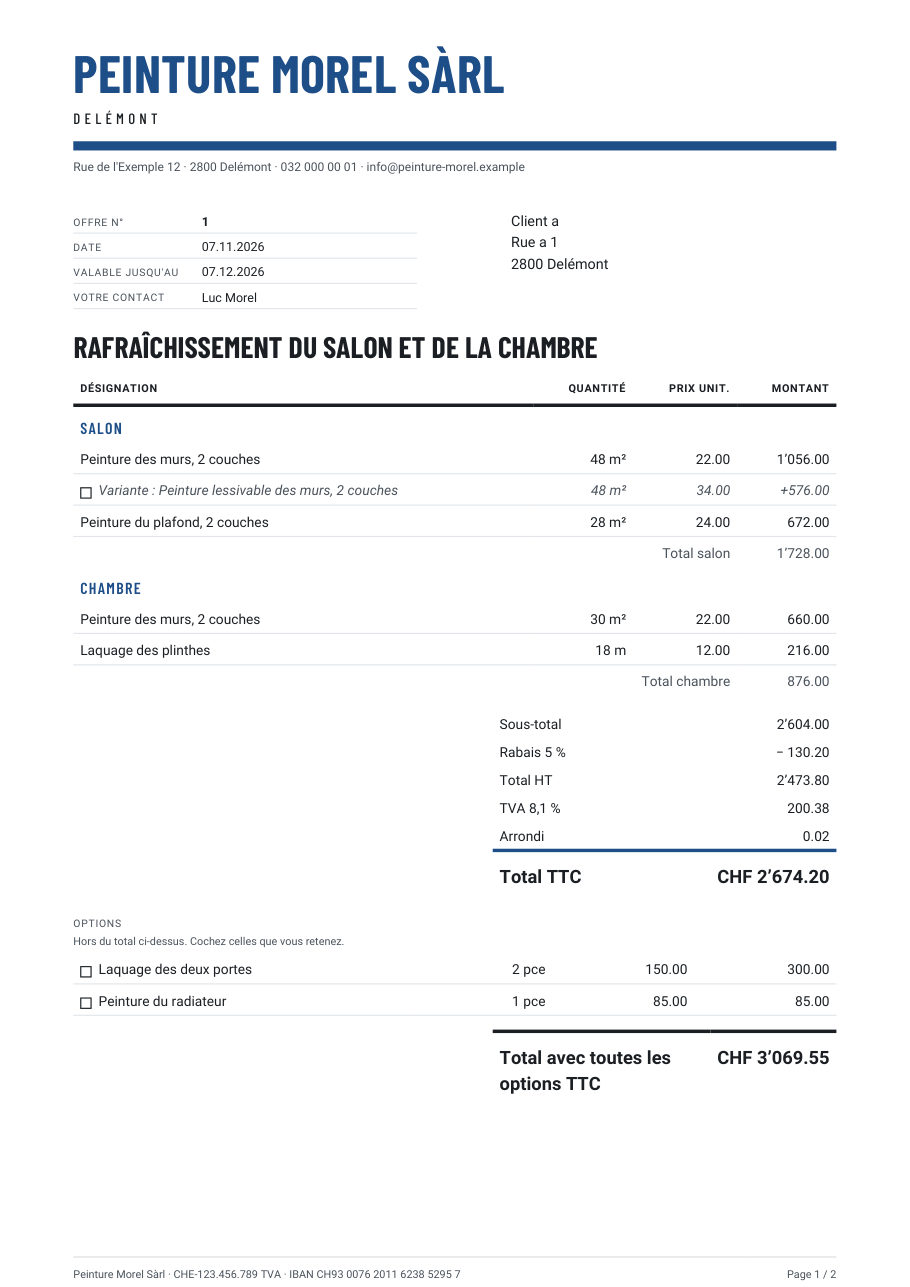 PEINTURE MOREL SÀRL
DELÉMONT
Rue de l'Exemple 12 · 2800 Delémont · 032 000 00 01 · info@peinture-morel.example
OFFRE N° 1
DATE 07.11.2026
VALABLE JUSQU'AU 07.12.2026
VOTRE CONTACT Luc Morel
Client a
Rue a 1
2800 Delémont
RAFRAÎCHISSEMENT DU SALON ET DE LA CHAMBRE
DÉSIGNATION QUANTITÉ PRIX UNIT. MONTANT
SALON
Peinture des murs, 2 couches 48 m² 22.00 1’056.00
☐ Variante : Peinture lessivable des murs, 2 couches 48 m² 34.00 +576.00
Peinture du plafond, 2 couches 28 m² 24.00 672.00
Total salon 1’728.00
CHAMBRE
Peinture des murs, 2 couches 30 m² 22.00 660.00
Laquage des plinthes 18 m 12.00 216.00
Total chambre 876.00
Sous-total 2’604.00
Rabais 5 % − 130.20
Total HT 2’473.80
TVA 8,1 % 200.38
Arrondi 0.02
Total TTC CHF 2’674.20
OPTIONS
Hors du total ci-dessus. Cochez celles que vous retenez.
☐ Laquage des deux portes 2 pce 150.00 300.00
☐ Peinture du radiateur 1 pce 85.00 85.00
Total avec toutes les CHF 3’069.55
options TTC
Peinture Morel Sàrl · CHE-123.456.789 TVA · IBAN CH93 0076 2011 6238 5295 7 Page 1 / 2